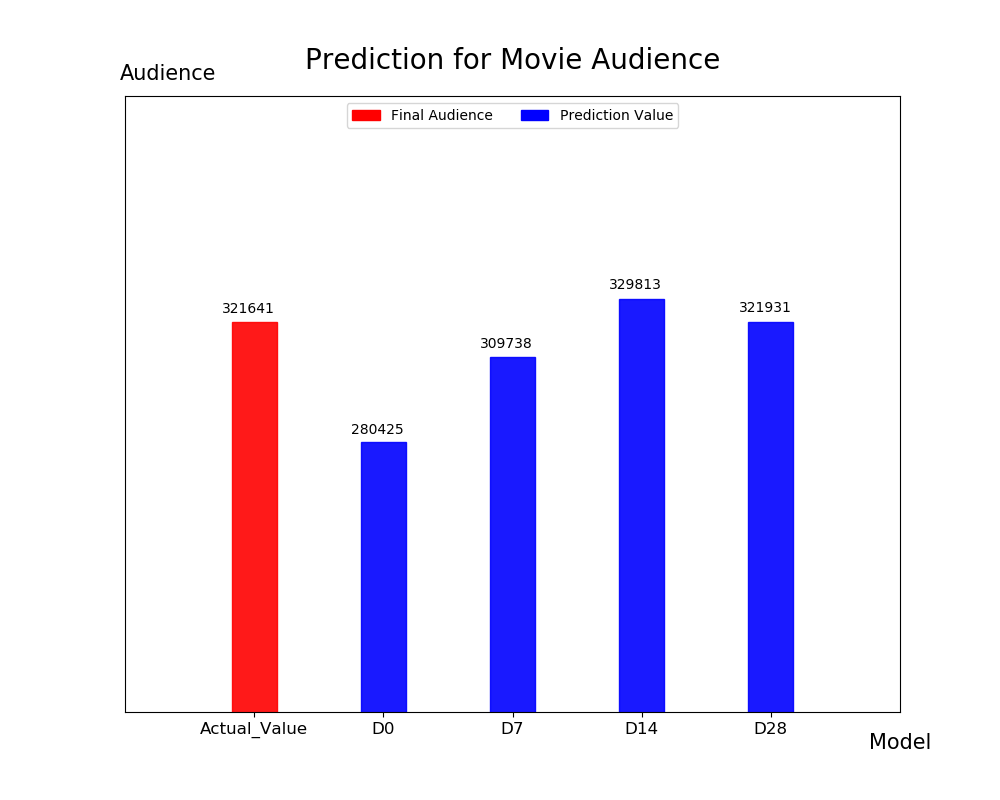 Prediction for Movie Audience
Audience
Final Audience
Prediction Value
321641
280425
309738
329813
321931
Actual_Value
D0
D7
D14
D28
Model